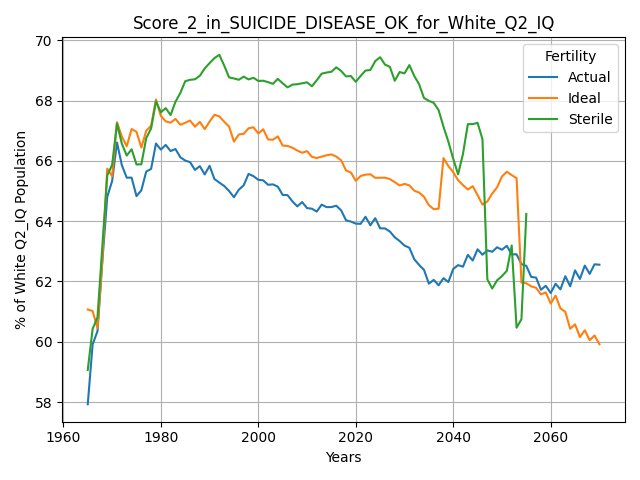 Score_2_in_SUICIDE_DISEASE_OK_for_White_Q2_IQ
Fertility
Actual
Ideal
Sterile
% of White Q2_IQ Population
70
68
66
64
62
60
58
1960
1980
2000
2020
2040
2060
Years